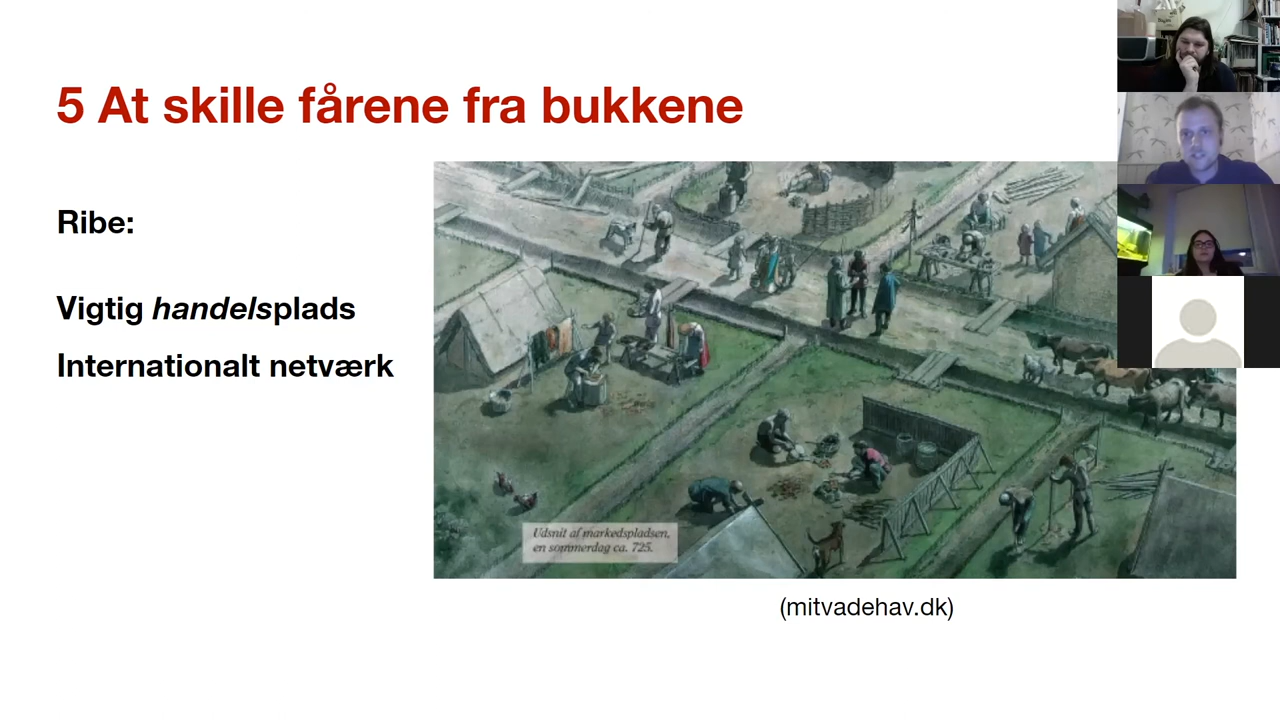 5 At skille fårene fra bukkene
Ribe:
Vigtig handelsplads
Internationalt netværk
Udsnit af markedspladsen,
en sommerdag ca. 725.
(mitvadehav.dk)